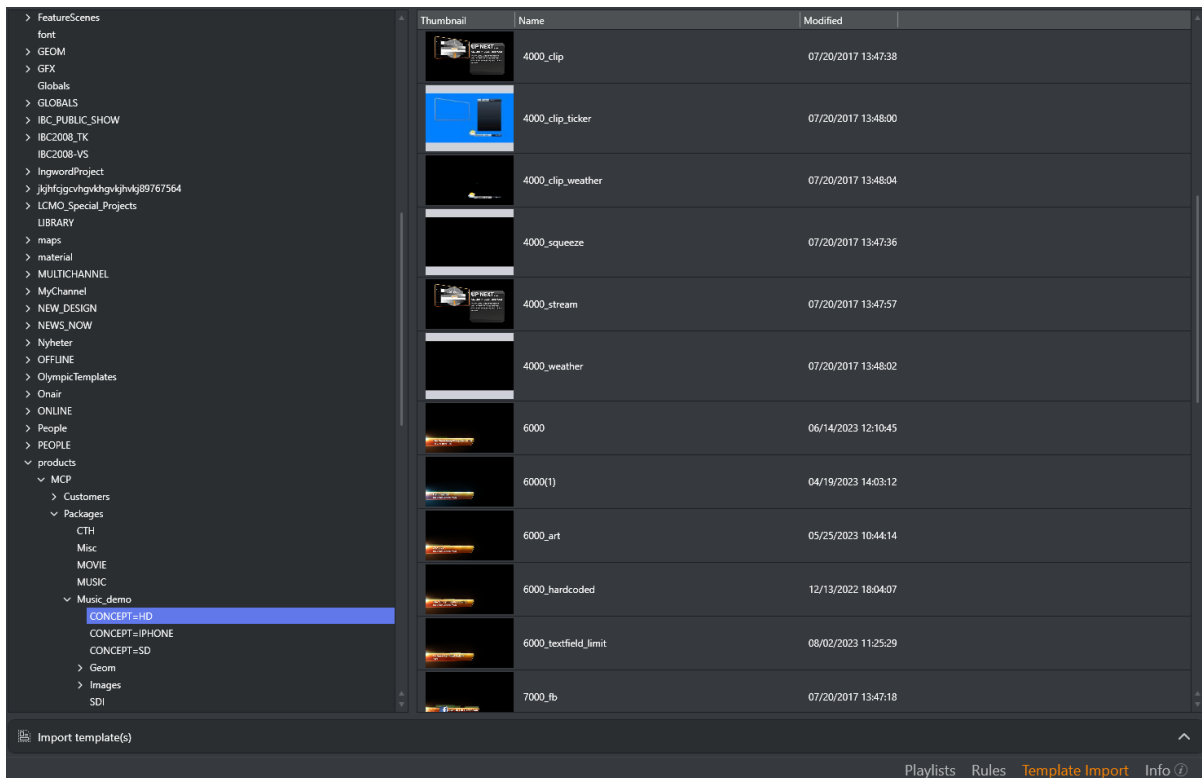 FeatureScenes
font
GEOM
GFX
Globals
GLOBALS
IBC_PUBLIC_SHOW
IBC2008_TK
IBC2008-VS
IngwordProject
jkjhfcjgcvhgvkhgvkjhvkj89767564
LCMO_Special_Projects
LIBRARY
maps
material
MULTICHANNEL
MyChannel
NEW_DESIGN
NEWS_NOW
Nyheter
OFFLINE
OlympicTemplates
Onair
ONLINE
People
PEOPLE
products
MCP
Customers
Packages
CTH
Misc
MOVIE
MUSIC
Music_demo
CONCEPT=HD
CONCEPT=IPHONE
CONCEPT=SD
Geom
Images
SDI
Thumbnail Name Modified
UP NEXT
4000_clip 07/20/2017 13:47:38
4000_clip_ticker 07/20/2017 13:48:00
4000_clip_weather 07/20/2017 13:48:04
4000_squeeze 07/20/2017 13:47:36
UP NEXT
4000_stream 07/20/2017 13:47:57
4000_weather 07/20/2017 13:48:02
6000 06/14/2023 12:10:45
6000(1) 04/19/2023 14:03:12
6000_art 05/25/2023 10:44:14
6000_hardcoded 12/13/2022 18:04:07
6000_textfield_limit 08/02/2023 11:25:29
7000_fb 07/20/2017 13:47:18
Import template(s)
Playlists Rules Template Import Info